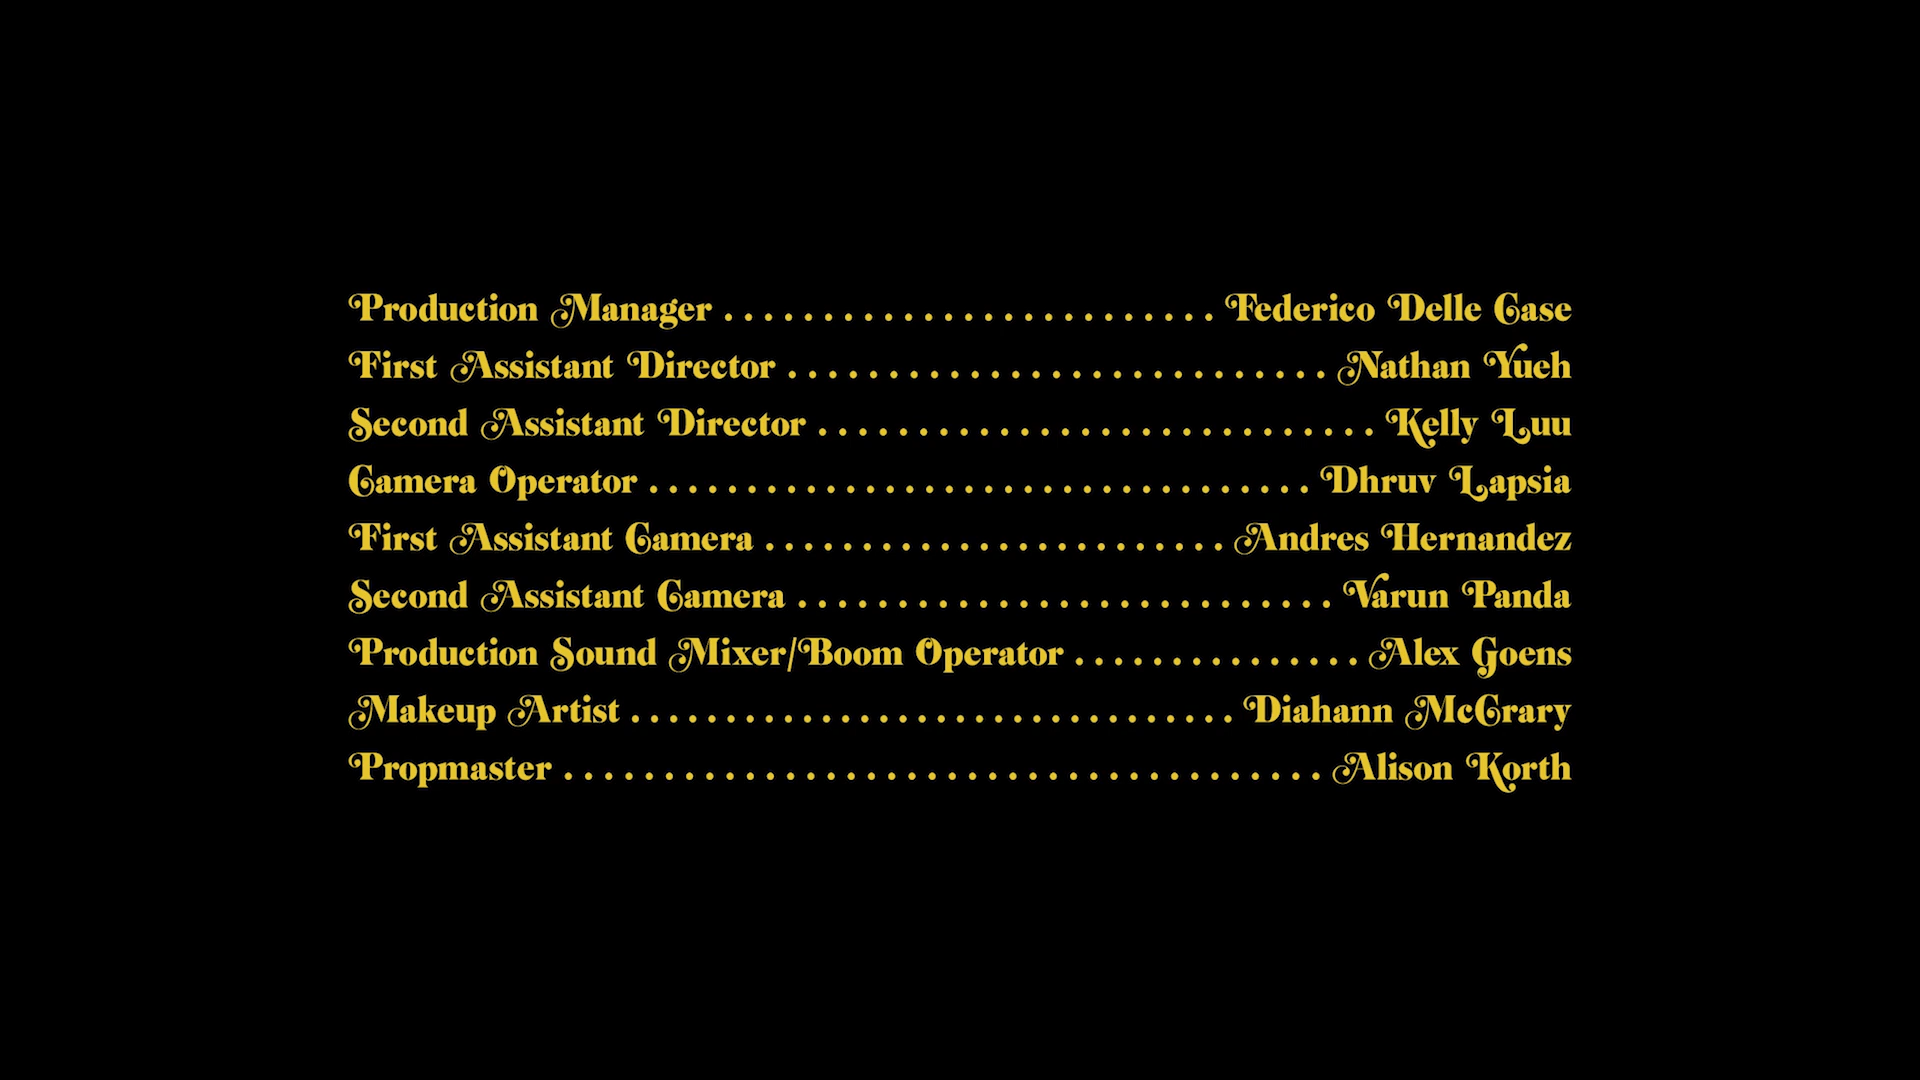 Production Manager . . . . . . . . . . . . . . . . . . . . . . . . . Federico Delle Case
First Assistant Director . . . . . . . . . . . . . . . . . . . . . . . . . . . Nathan Yueh
Second Assistant Director . . . . . . . . . . . . . . . . . . . . . . . . . . . . Kelly Luu
Camera Operator . . . . . . . . . . . . . . . . . . . . . . . . . . . . . . . . . . Dhruv Lapsia
First Assistant Camera . . . . . . . . . . . . . . . . . . . . . . . Andres Hernandez
Second Assistant Camera . . . . . . . . . . . . . . . . . . . . . . . . . . . Varun Panda
Production Sound Mixer/Boom Operator . . . . . . . . . . . . . . . Alex Goens
Makeup Artist . . . . . . . . . . . . . . . . . . . . . . . . . . . . . . . Diahann McCrary
Propmaster . . . . . . . . . . . . . . . . . . . . . . . . . . . . . . . . . . . . . . Alison Korth